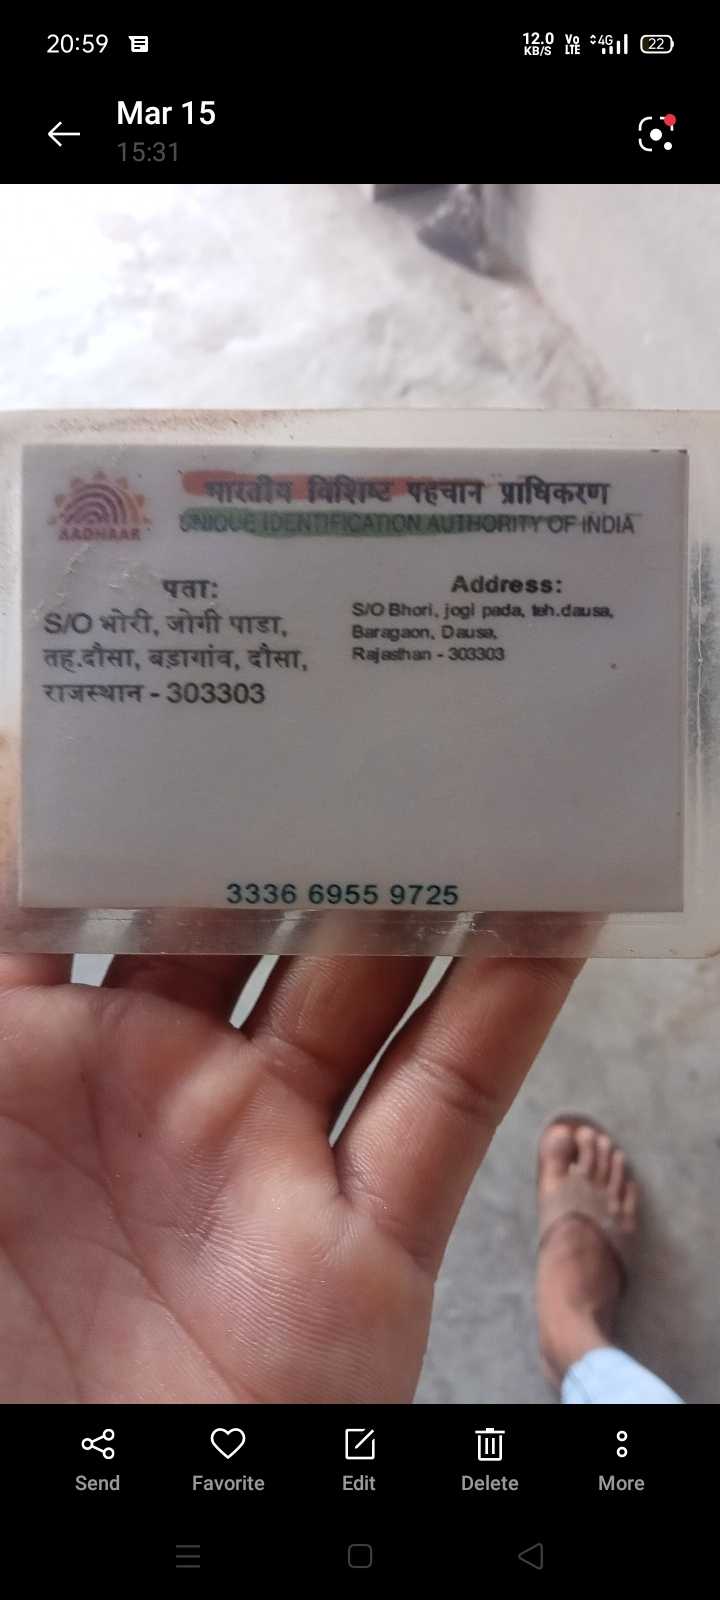 20:59
12.0 KB/S Vo LTE 4G 22
Mar 15
15:31
AADHAAR
भारतीय विशिष्ट पहचान प्राधिकरण
UNIQUE IDENTIFICATION AUTHORITY OF INDIA
पता:
S/O भोरी, जोगी पाडा,
तह.दौसा, बड़ागांव, दौसा,
राजस्थान - 303303
Address:
S/O Bhori, jogi pada, teh.dausa,
Baragaon, Dausa,
Rajasthan - 303303
3336 6955 9725
Send Favorite Edit Delete More